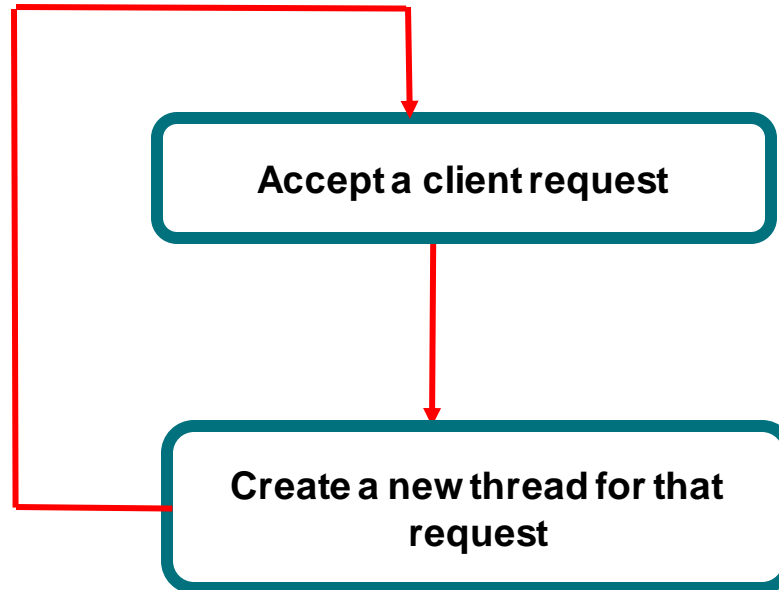 Accept a client request
Create a new thread for that
request